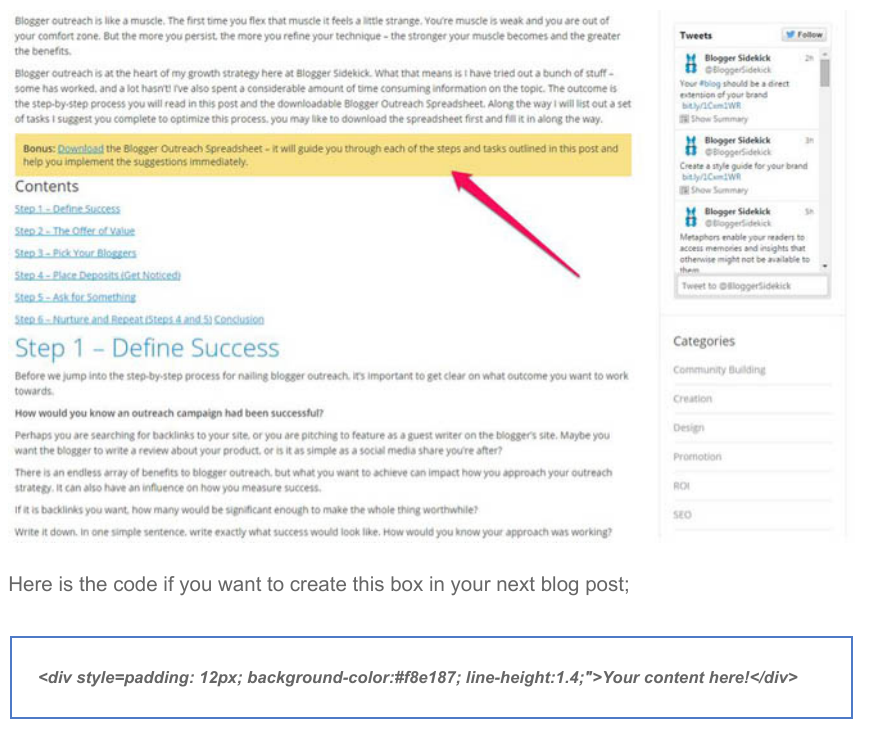 Blogger outreach is like a muscle. The first time you flex that muscle it feels a little strange. You're muscle is weak and you are out of
your comfort zone. But the more you persist, the more you refine your technique – the stronger your muscle becomes and the greater
the benefits.
Blogger outreach is at the heart of my growth strategy here at Blogger Sidekick. What that means is I have tried out a bunch of stuff –
some has worked, and a lot hasn't! I've also spent a considerable amount of time consuming information on the topic. The outcome is
the step-by-step process you will read in this post and the downloadable Blogger Outreach Spreadsheet. Along the way I will list out a set
of tasks I suggest you complete to optimize this process, you may like to download the spreadsheet first and fill it in along the way.
Bonus: Download the Blogger Outreach Spreadsheet – it will guide you through each of the steps and tasks outlined in this post and
help you implement the suggestions immediately.
Contents
Step 1 – Define Success
Step 2 – The Offer of Value
Step 3 – Pick Your Bloggers
Step 4 – Place Deposits (Get Noticed)
Step 5 – Ask for Something
Step 6 – Nurture and Repeat (Steps 4 and 5) Conclusion
Step 1 – Define Success
Before we jump into the step-by-step process for nailing blogger outreach, it's important to get clear on what outcome you want to work
towards.
How would you know an outreach campaign had been successful?
Perhaps you are searching for backlinks to your site, or you are pitching to feature as a guest writer on the blogger's site. Maybe you
want the blogger to write a review about your product, or is it as simple as a social media share you're after?
There is an endless array of benefits to blogger outreach, but what you want to achieve can impact how you approach your outreach
strategy. It can also have an influence on how you measure success.
If it is backlinks you want, how many would be significant enough to make the whole thing worthwhile?
Write it down. In one simple sentence, write exactly what success would look like. How would you know your approach was working?
Tweets
Follow
Blogger Sidekick 2h
@BloggerSidekick
Your #blog should be a direct
extension of your brand
bit.ly/1Cxm1WR
Show Summary
Blogger Sidekick 3h
@BloggerSidekick
Create a style guide for your brand
bit.ly/1Cxm1WR
Show Summary
Blogger Sidekick 5h
@BloggerSidekick
Metaphors enable your readers to
access memories and insights that
otherwise might not be available to
them
Tweet to @BloggerSidekick
Categories
Community Building
Creation
Design
Promotion
ROI
SEO
Here is the code if you want to create this box in your next blog post;
<div style=padding: 12px; background-color:#f8e187; line-height:1.4;">Your content here!</div>